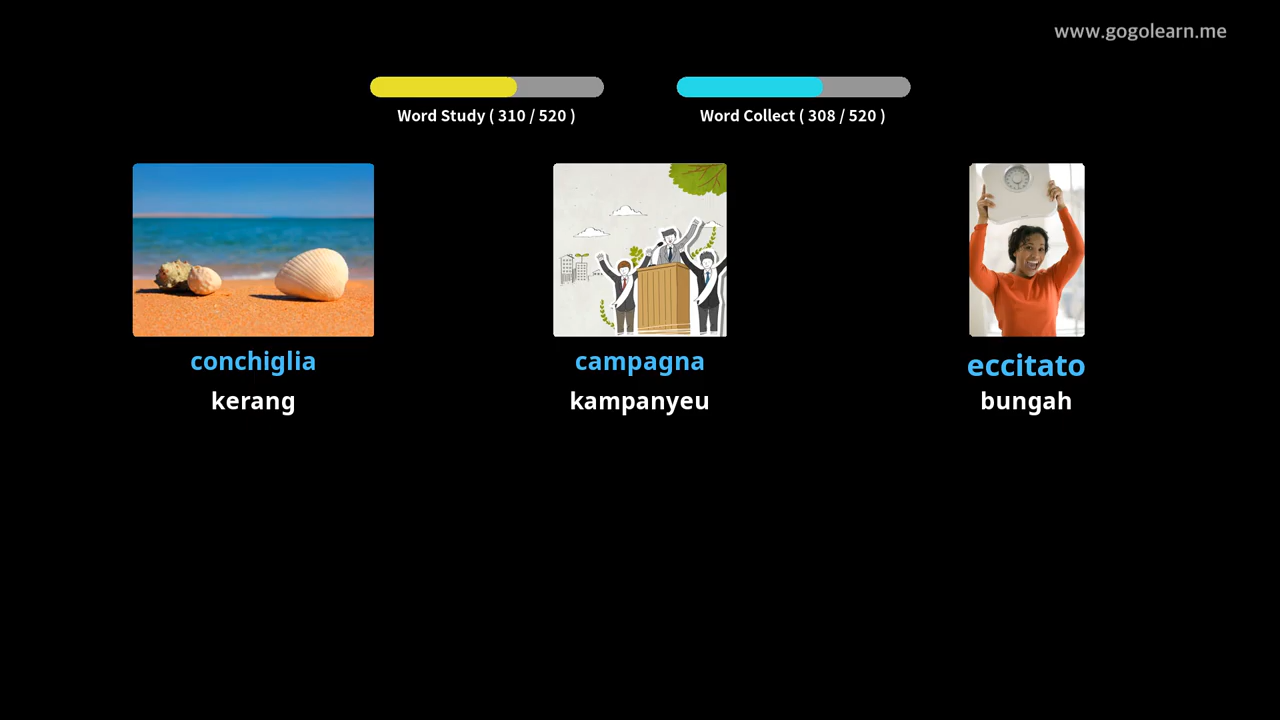 www.gogolearn.me
Word Study ( 310 / 520 )
Word Collect ( 308 / 520 )
conchiglia
campagna
eccitato
kerang
kampanyeu
bungah